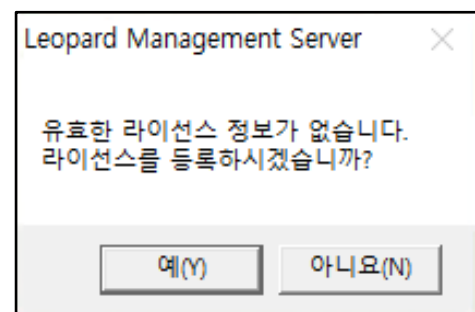 Leopard Management Server
유효한 라이선스 정보가 없습니다.
라이선스를 등록하시겠습니까?
예(Y) 아니요(N)